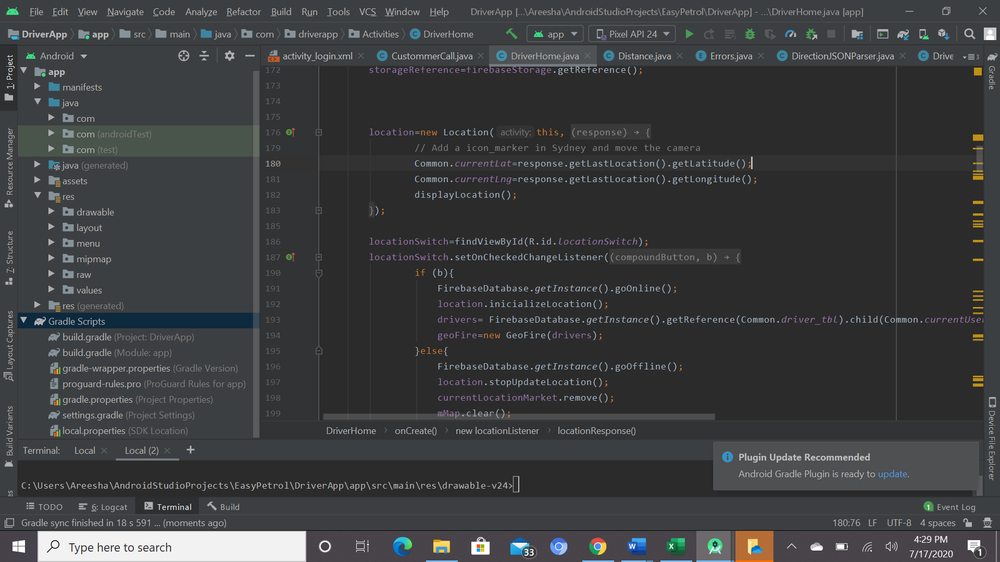 File Edit View Navigate Code Analyze Refactor Build Run Tools VCS Window Help DriverApp [...\Areesha\AndroidStudioProjects\EasyPetrol\DriverApp] - ...\DriverHome.java [app]
DriverApp app src main java com driverapp Activities DriverHome app Pixel API 24
Android
activity_login.xml CustommerCall.java DriverHome.java Distance.java Errors.java DirectionJSONParser.java Drive 3
1: Project
Resource Manager
7: Structure
Layout Captures
Build Variants
app
manifests
java
com
com (androidTest)
com (test)
java (generated)
assets
res
drawable
layout
menu
mipmap
raw
values
res (generated)
Gradle Scripts
build.gradle (Project: DriverApp)
build.gradle (Module: app)
gradle-wrapper.properties (Gradle Version)
proguard-rules.pro (ProGuard Rules for app)
gradle.properties (Project Properties)
settings.gradle (Project Settings)
local.properties (SDK Location)
172 storageReference=firebaseStorage.getReference();
173
174
175
176 location=new Location( activity: this, (response) → {
179 // Add a icon_marker in Sydney and move the camera
180 Common.currentLat=response.getLastLocation().getLatitude();
181 Common.currentLng=response.getLastLocation().getLongitude();
182 displayLocation();
183 });
185
186 locationSwitch=findViewById(R.id.locationSwitch);
187 locationSwitch.setOnCheckedChangeListener((compoundButton, b) → {
190 if (b){
191 FirebaseDatabase.getInstance().goOnline();
192 location.inicializeLocation();
193 drivers= FirebaseDatabase.getInstance().getReference(Common.driver_tbl).child(Common.currentUse
194 geoFire=new GeoFire(drivers);
195 }else{
196 FirebaseDatabase.getInstance().goOffline();
197 location.stopUpdateLocation();
198 currentLocationMarket.remove();
199 mMap.clear();
DriverHome onCreate() new locationListener locationResponse()
Gradle
Device File Explorer
Terminal: Local Local (2) +
C:\Users\Areesha\AndroidStudioProjects\EasyPetrol\DriverApp\app\src\main\res\drawable-v24>
Plugin Update Recommended
Android Gradle Plugin is ready to update.
TODO 6: Logcat Terminal Build 1 Event Log
Gradle sync finished in 18 s 591 ... (moments ago) 180:76 LF UTF-8 4 spaces
Type here to search 33 4:29 PM
7/17/2020 1